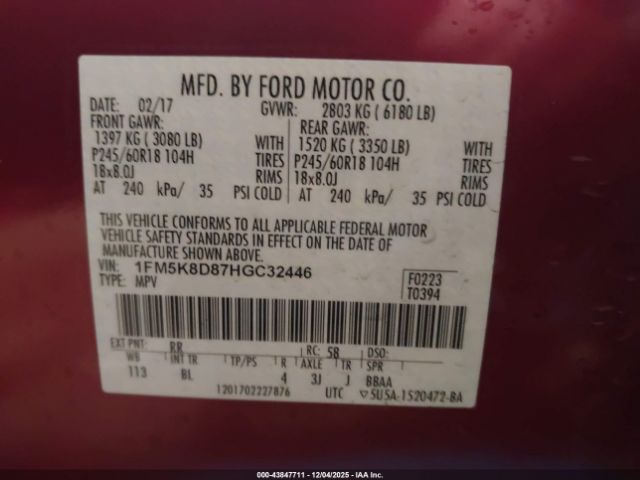 MFD. BY FORD MOTOR CO.
DATE: 02/17 GVWR: 2803 KG ( 6180 LB)
FRONT GAWR: REAR GAWR:
1397 KG ( 3080 LB) WITH 1520 KG ( 3350 LB) WITH
P245/60R18 104H TIRES P245/60R18 104H TIRES
18x8.0J RIMS 18x8.0J RIMS
AT 240 kPa/ 35 PSI COLD AT 240 kPa/ 35 PSI COLD
THIS VEHICLE CONFORMS TO ALL APPLICABLE FEDERAL MOTOR
VEHICLE SAFETY STANDARDS IN EFFECT ON THE DATE OF
MANUFACTURE SHOWN ABOVE.
VIN: 1FM5K8D87HGC32446 F0223
TYPE: MPV T0394
EXT PNT: RR RC: 58 DSO:
WB INT TR TP/PS R AXLE TR SPR
113 BL 4 3J J BBAA
1201702227876 UTC ▽5U5A-1520472-BA
000-43847711 - 12/04/2025 - IAA Inc.